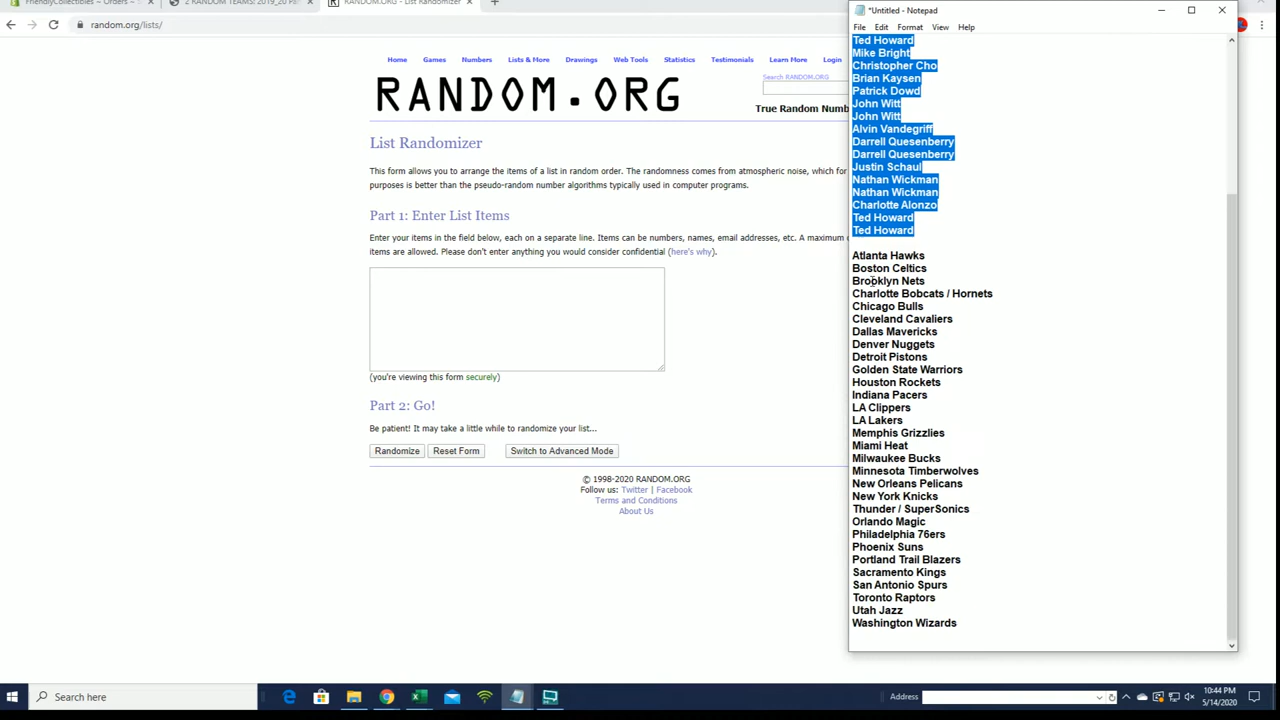 FriendlyCollectibles – Orders –
2 RANDOM TEAMS: 2019_20 Pa
RANDOM.ORG - List Randomizer
random.org/lists/
Home Games Numbers Lists & More Drawings Web Tools Statistics Testimonials Learn More Login
Search RANDOM.ORG
RANDOM.ORG
True Random Numb
List Randomizer
This form allows you to arrange the items of a list in random order. The randomness comes from atmospheric noise, which for
purposes is better than the pseudo-random number algorithms typically used in computer programs.
Part 1: Enter List Items
Enter your items in the field below, each on a separate line. Items can be numbers, names, email addresses, etc. A maximum o
items are allowed. Please don't enter anything you would consider confidential (here's why).
(you're viewing this form securely)
Part 2: Go!
Be patient! It may take a little while to randomize your list...
Randomize Reset Form Switch to Advanced Mode
© 1998-2020 RANDOM.ORG
Follow us: Twitter | Facebook
Terms and Conditions
About Us
*Untitled - Notepad
File Edit Format View Help
Ted Howard
Mike Bright
Christopher Cho
Brian Kaysen
Patrick Dowd
John Witt
John Witt
Alvin Vandegriff
Darrell Quesenberry
Darrell Quesenberry
Justin Schaul
Nathan Wickman
Nathan Wickman
Charlotte Alonzo
Ted Howard
Ted Howard
Atlanta Hawks
Boston Celtics
Brooklyn Nets
Charlotte Bobcats / Hornets
Chicago Bulls
Cleveland Cavaliers
Dallas Mavericks
Denver Nuggets
Detroit Pistons
Golden State Warriors
Houston Rockets
Indiana Pacers
LA Clippers
LA Lakers
Memphis Grizzlies
Miami Heat
Milwaukee Bucks
Minnesota Timberwolves
New Orleans Pelicans
New York Knicks
Thunder / SuperSonics
Orlando Magic
Philadelphia 76ers
Phoenix Suns
Portland Trail Blazers
Sacramento Kings
San Antonio Spurs
Toronto Raptors
Utah Jazz
Washington Wizards
Search here
Address
10:44 PM
5/14/2020